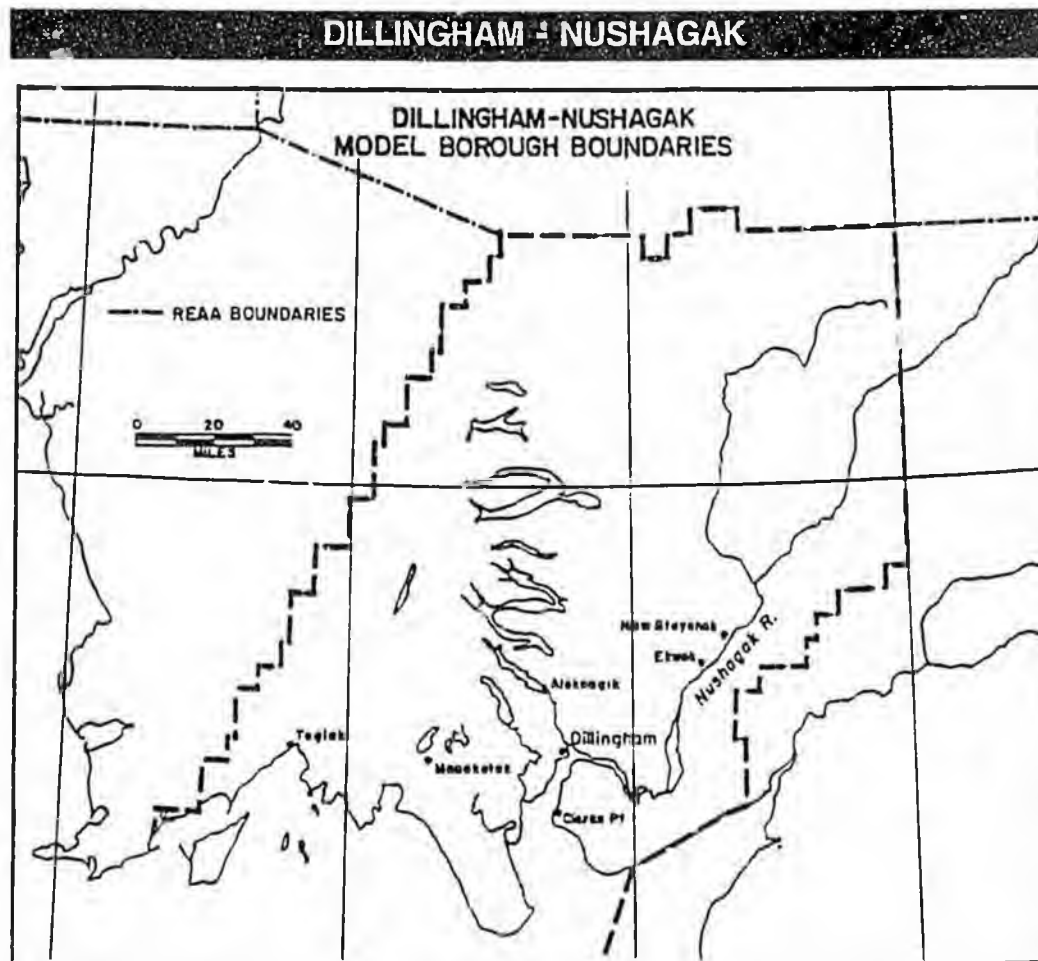 DILLINGHAM - NUSHAGAK
DILLINGHAM-NUSHAGAK
MODEL BOROUGH BOUNDARIES
REAA BOUNDARIES
0 20 40
MILES
New Stuyahok
Ekwok
Nushagak R.
Aleknagik
Togiak
Dillingham
Manokotak
Clarks Pt